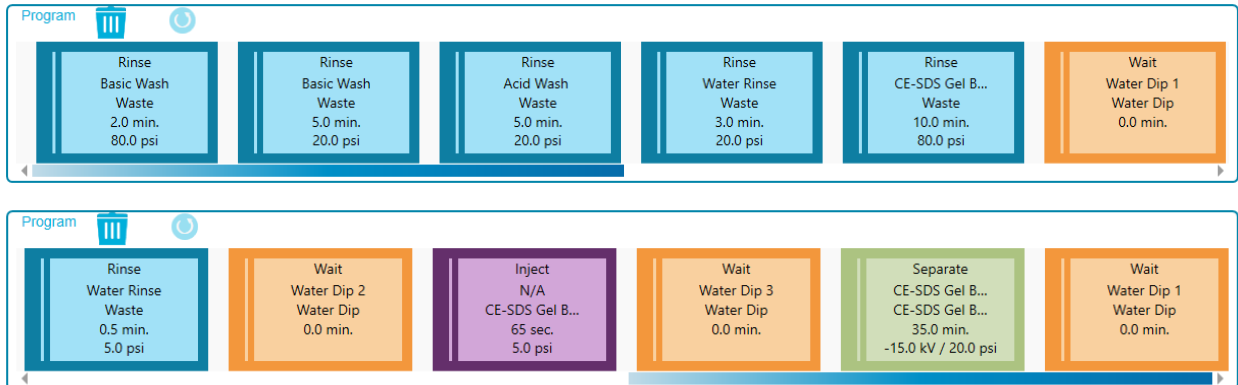 Program
Rinse
Basic Wash
Waste
2.0 min.
80.0 psi
Rinse
Basic Wash
Waste
5.0 min.
20.0 psi
Rinse
Acid Wash
Waste
5.0 min.
20.0 psi
Rinse
Water Rinse
Waste
3.0 min.
20.0 psi
Rinse
CE-SDS Gel B...
Waste
10.0 min.
80.0 psi
Wait
Water Dip 1
Water Dip
0.0 min.
Program
Rinse
Water Rinse
Waste
0.5 min.
5.0 psi
Wait
Water Dip 2
Water Dip
0.0 min.
Inject
N/A
CE-SDS Gel B...
65 sec.
5.0 psi
Wait
Water Dip 3
Water Dip
0.0 min.
Separate
CE-SDS Gel B...
CE-SDS Gel B...
35.0 min.
-15.0 kV / 20.0 psi
Wait
Water Dip 1
Water Dip
0.0 min.